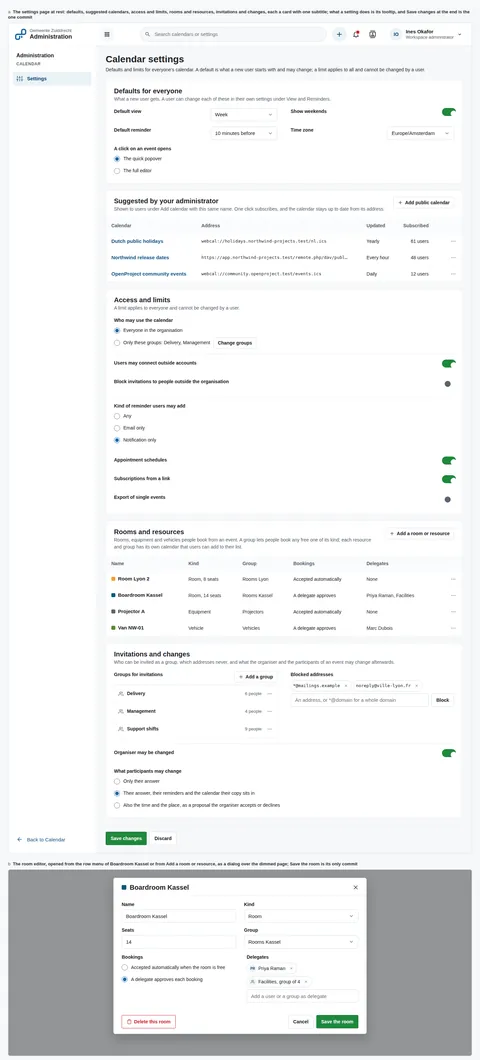 a The settings page at rest: defaults, suggested calendars, access and limits, rooms and resources, invitations and changes, each a card with one subtitle; what a setting does is its tooltip, and Save changes at the end is the one commit
Gemeente Zuiderzicht
Administration
Search calendars or settings
IO
Ines Okafor
Workspace administrator
Administration
CALENDAR
Settings
Calendar settings
Defaults and limits for everyone's calendar. A default is what a new user starts with and may change; a limit applies to all and cannot be changed by a user.
Defaults for everyone
What a new user gets. A user can change each of these in their own settings under View and Reminders.
Default view
Week
Show weekends
Default reminder
10 minutes before
Time zone
Europe/Amsterdam
A click on an event opens
The quick popover
The full editor
Suggested by your administrator
Shown to users under Add calendar with this same name. One click subscribes, and the calendar stays up to date from its address.
+ Add public calendar
Calendar Address Updated Subscribed
Dutch public holidays webcal://holidays.northwind-projects.test/nl.ics Yearly 61 users
Northwind release dates https://app.northwind-projects.test/remote.php/dav/publ… Every hour 46 users
OpenProject community events webcal://community.openproject.test/events.ics Daily 12 users
Access and limits
A limit applies to everyone and cannot be changed by a user.
Who may use the calendar
Everyone in the organisation
Only these groups: Delivery, Management
Change groups
Users may connect outside accounts
Block invitations to people outside the organisation
Kind of reminder users may add
Any
Email only
Notification only
Appointment schedules
Subscriptions from a link
Export of single events
Rooms and resources
Rooms, equipment and vehicles people book from an event. A group lets people book any free one of its kind; each resource
and group has its own calendar that users can add to their list.
+ Add a room or resource
Name Kind Group Bookings Delegates
Room Lyon 2 Room, 8 seats Rooms Lyon Accepted automatically None
Boardroom Kassel Room, 14 seats Rooms Kassel A delegate approves Priya Raman, Facilities
Projector A Equipment Projectors Accepted automatically None
Van NW-01 Vehicle Vehicles A delegate approves Marc Dubois
Invitations and changes
Who can be invited as a group, which addresses never, and what the organiser and the participants of an event may change afterwards.
Groups for invitations
+ Add a group
Blocked addresses
*@mailings.example ×
noreply@ville-lyon.fr ×
Delivery 6 people
An address, or *@domain for a whole domain
Block
Management 4 people
Support shifts 9 people
Organiser may be changed
What participants may change
Only their answer
Their answer, their reminders and the calendar their copy sits in
Also the time and the place, as a proposal the organiser accepts or declines
Back to Calendar
Save changes
Discard
b The room editor, opened from the row menu of Boardroom Kassel or from Add a room or resource, as a dialog over the dimmed page; Save the room is its only commit
Boardroom Kassel
Name
Kind
Boardroom Kassel
Room
Seats
Group
14
Rooms Kassel
Bookings
Delegates
Accepted automatically when the room is free
PR Priya Raman ×
A delegate approves each booking
Facilities, group of 4 ×
Add a user or a group as delegate
Delete this room
Cancel
Save the room